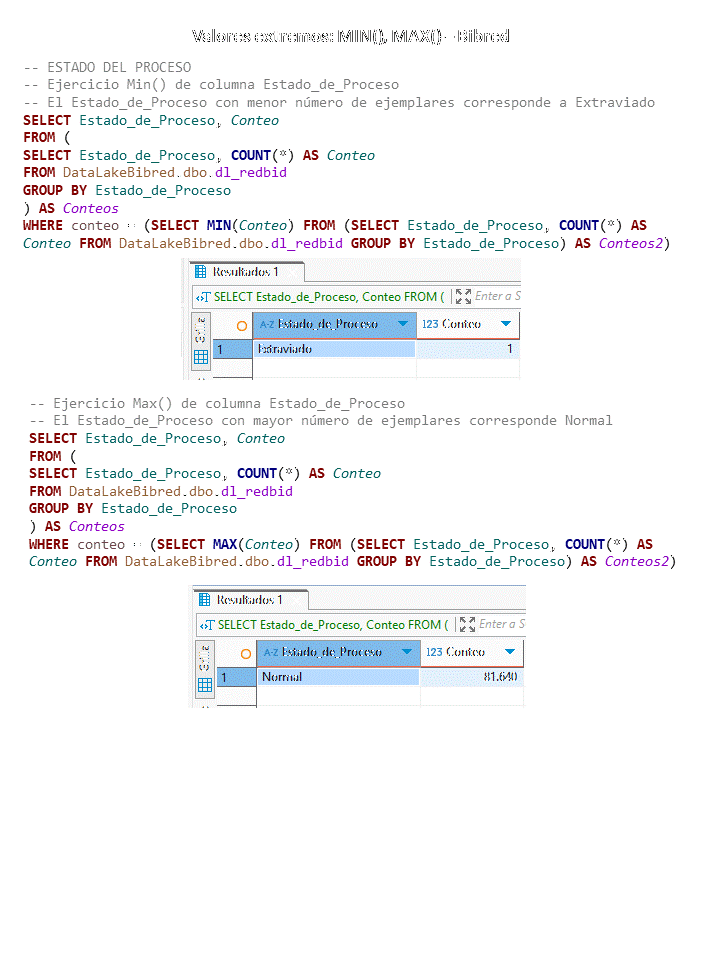 Valores extremos: MIN(), MAX() - Bibred
-- ESTADO DEL PROCESO
-- Ejercicio Min() de columna Estado_de_Proceso
-- El Estado_de_Proceso con menor número de ejemplares corresponde a Extraviado
SELECT Estado_de_Proceso, Conteo
FROM (
SELECT Estado_de_Proceso, COUNT(*) AS Conteo
FROM DataLakeBibred.dbo.dl_redbid
GROUP BY Estado_de_Proceso
) AS Conteos
WHERE conteo = (SELECT MIN(Conteo) FROM (SELECT Estado_de_Proceso, COUNT(*) AS
Conteo FROM DataLakeBibred.dbo.dl_redbid GROUP BY Estado_de_Proceso) AS Conteos2)
Resultados 1
SELECT Estado_de_Proceso, Conteo FROM ( Enter a S
A-Z Estado_de_Proceso 123 Conteo
1 Extraviado 1
-- Ejercicio Max() de columna Estado_de_Proceso
-- El Estado_de_Proceso con mayor número de ejemplares corresponde Normal
SELECT Estado_de_Proceso, Conteo
FROM (
SELECT Estado_de_Proceso, COUNT(*) AS Conteo
FROM DataLakeBibred.dbo.dl_redbid
GROUP BY Estado_de_Proceso
) AS Conteos
WHERE conteo = (SELECT MAX(Conteo) FROM (SELECT Estado_de_Proceso, COUNT(*) AS
Conteo FROM DataLakeBibred.dbo.dl_redbid GROUP BY Estado_de_Proceso) AS Conteos2)
Resultados 1
SELECT Estado_de_Proceso, Conteo FROM ( Enter a S
A-Z Estado_de_Proceso 123 Conteo
1 Normal 81.640